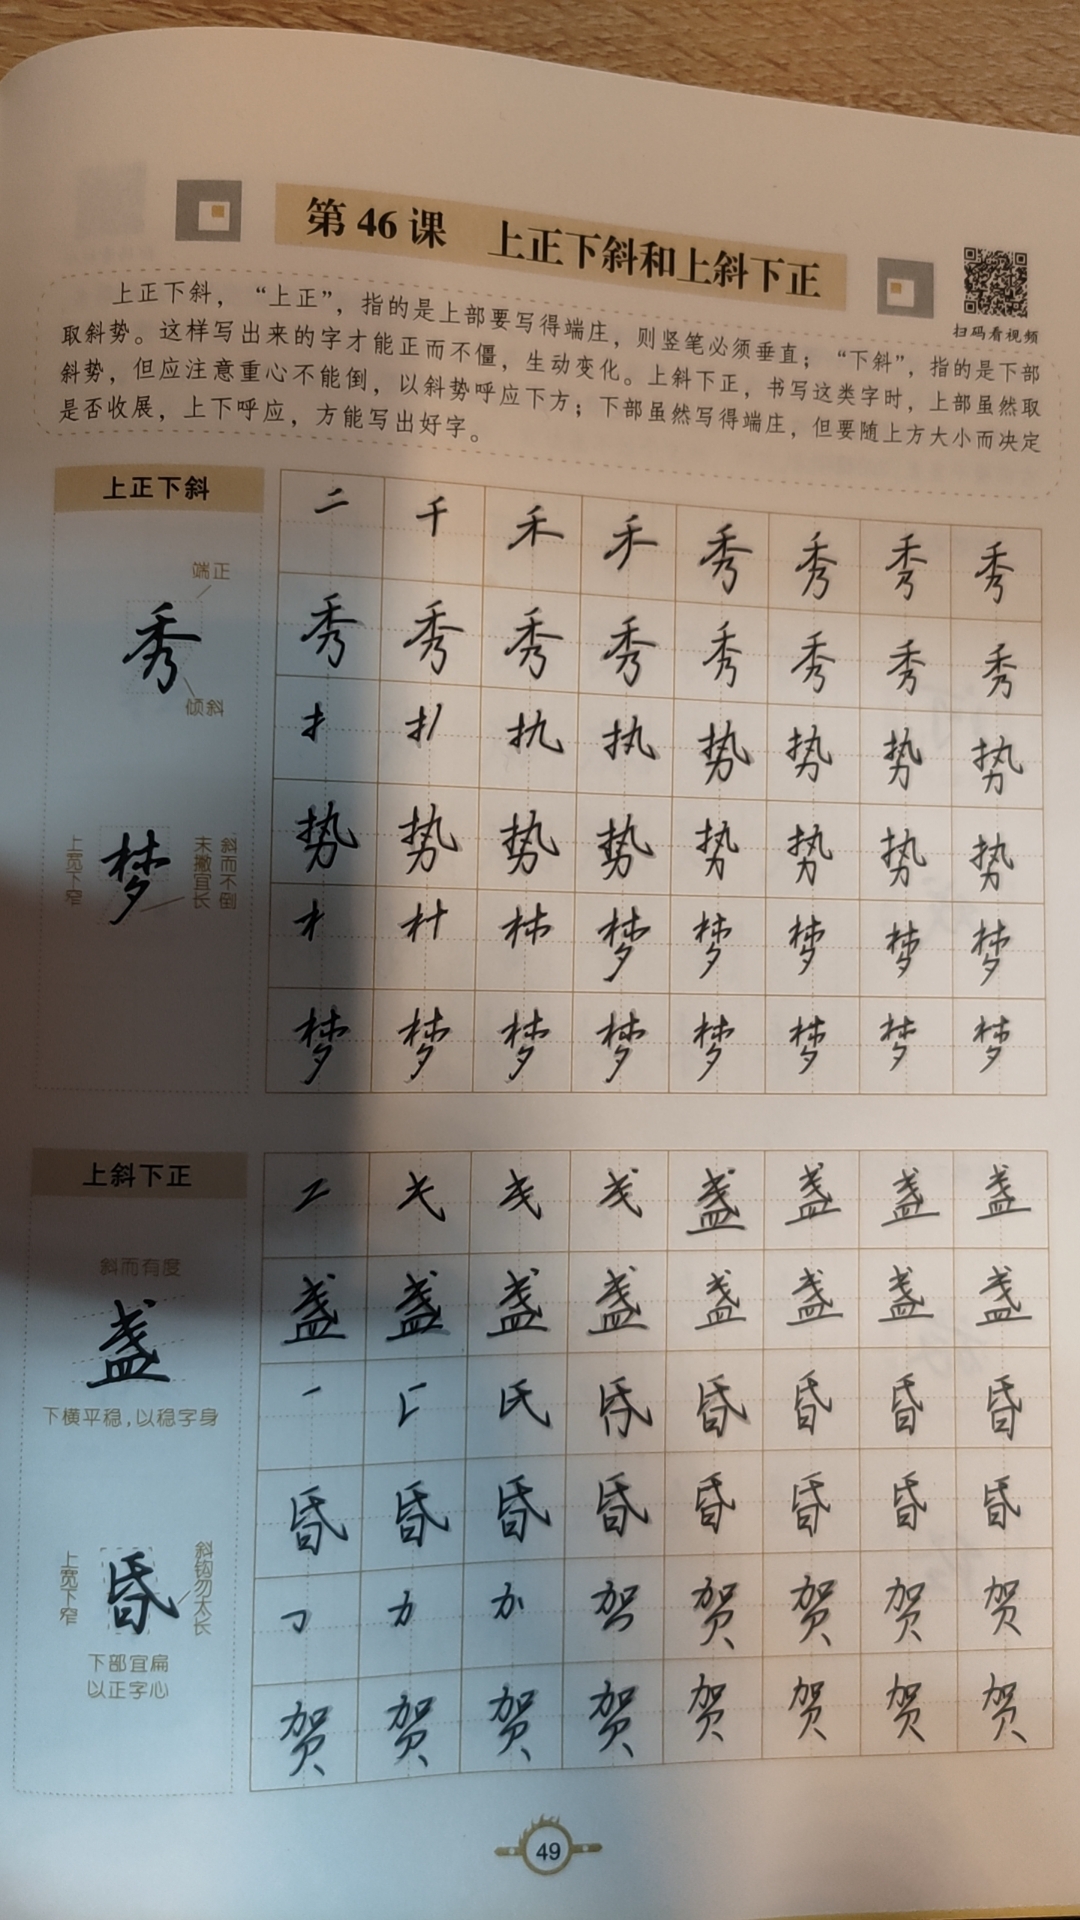 第 46 课 上正下斜和上斜下正
扫码看视频
上正下斜，“上正”，指的是上部要写得端庄，则竖笔必须垂直；“下斜”，指的是下部
取斜势。这样写出来的字才能正而不僵，生动变化。上斜下正，书写这类字时，上部虽然取
斜势，但应注意重心不能倒，以斜势呼应下方；下部虽然写得端庄，但要随上方大小而决定
是否收展，上下呼应，方能写出好字。
上正下斜
端正
秀
倾斜
上宽下窄
梦
末撇宜长
斜而不倒
二 千 禾 禾 秀 秀 秀 秀
秀 秀 秀 秀 秀 秀 秀 秀
扌 执 执 势 势 势 势
势 势 势 势 势 势 势 势
木 梦 梦 梦 梦 梦
梦 梦 梦 梦 梦 梦 梦 梦
上斜下正
斜而有度
盏
下横平稳，以稳字身
上宽下窄
昏
斜钩勿太长
下部宜扁
以正字心
二 戋 盏 盏 盏 盏
盏 盏 盏 盏 盏 盏 盏 盏
氏 昏 昏 昏 昏
昏 昏 昏 昏 昏 昏 昏 昏
力 贺 贺 贺 贺
贺 贺 贺 贺 贺 贺 贺 贺
49